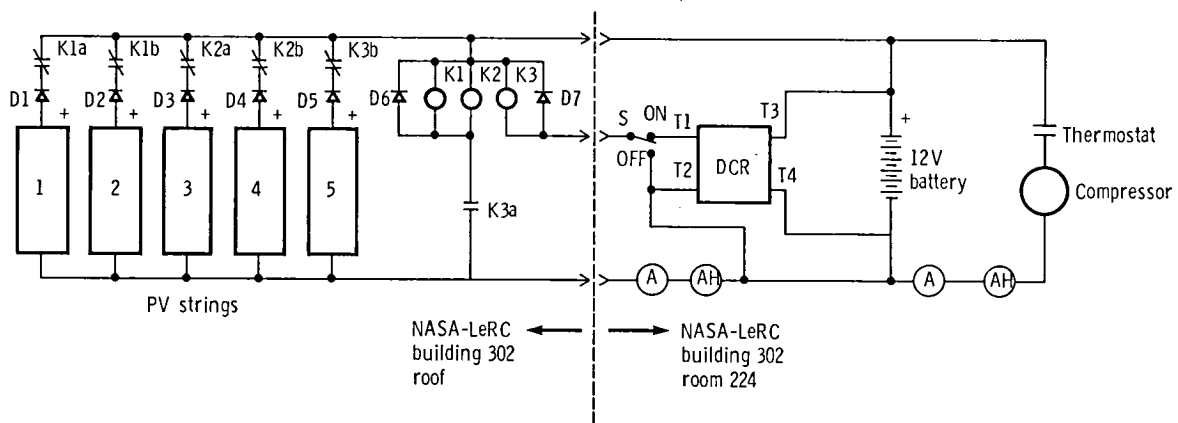 K1a K1b K2a K2b K3b
K1 K2 K3
D1 + D2 + D3 + D4 + D5 + D6 D7
1 2 3 4 5
K3a
PV strings
NASA-LeRC
building 302
roof
NASA-LeRC
building 302
room 224
S ON T1 T3
OFF T2 DCR T4
+
12V
battery
Thermostat
Compressor
A AH A AH